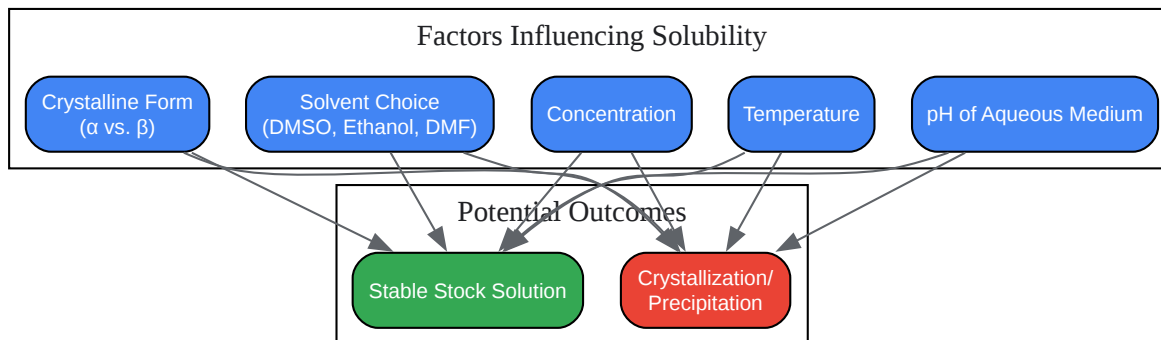 Factors Influencing Solubility
Crystalline Form
(α vs. β)
Solvent Choice
(DMSO, Ethanol, DMF)
Concentration
Temperature
pH of Aqueous Medium
Potential Outcomes
Stable Stock Solution
Crystallization/
Precipitation